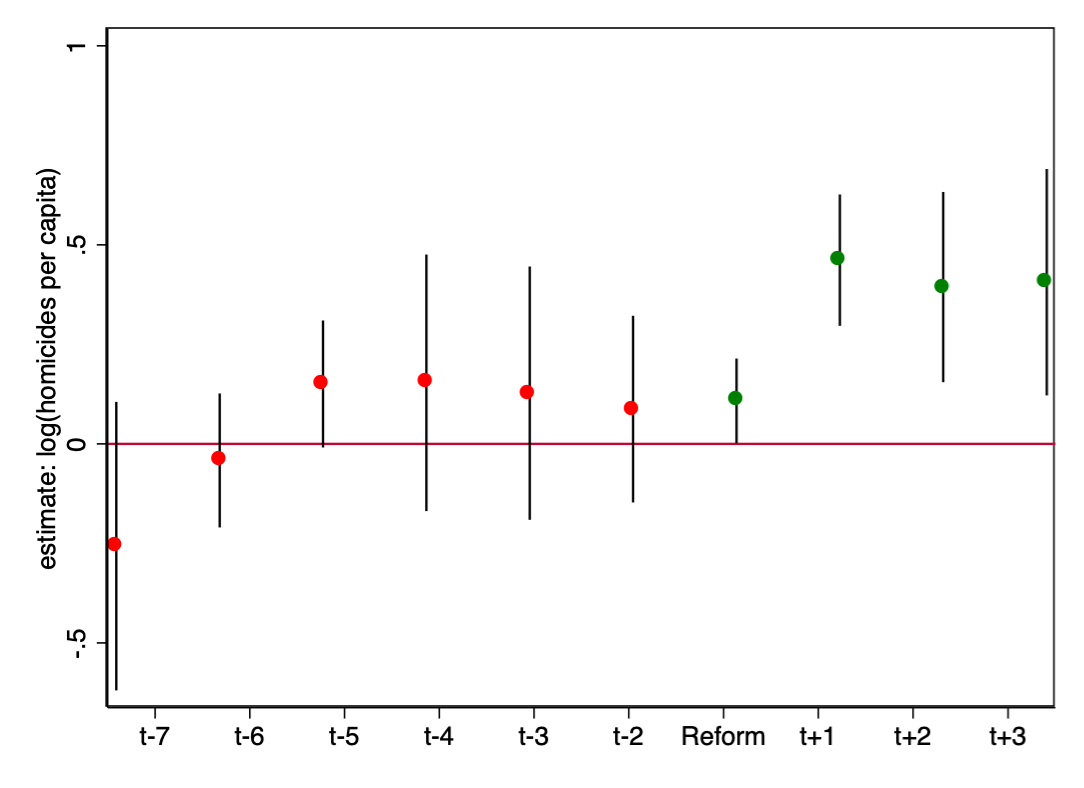 estimate: log(homicides per capita)
1
.5
0
-.5
t-7 t-6 t-5 t-4 t-3 t-2 Reform t+1 t+2 t+3